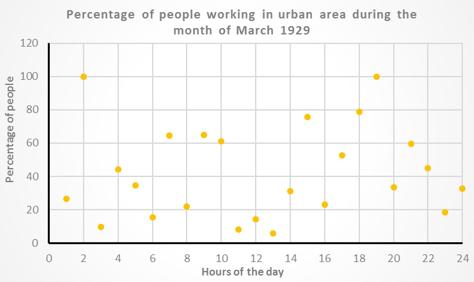 Percentage of people working in urban area during the
month of March 1929
120
100
80
60
40
20
0
Percentage of people
0 2 4 6 8 10 12 14 16 18 20 22 24
Hours of the day